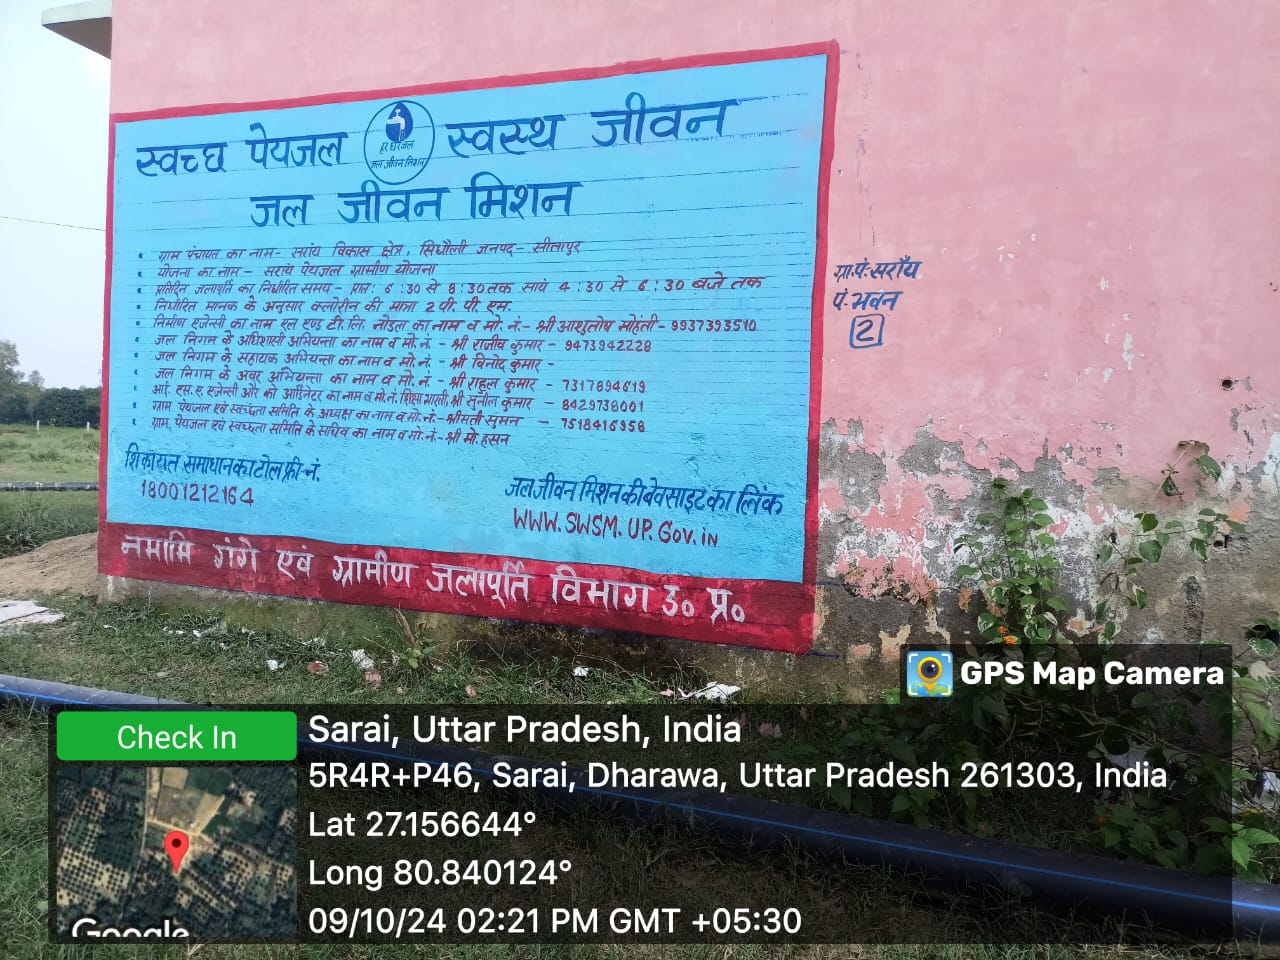 स्वच्छ पेयजल स्वस्थ जीवन
हर घर जल
जल जीवन मिशन
जल जीवन मिशन
ग्राम पंचायत का नाम- सरांय विकास क्षेत्र, सिधौली जनपद- सीतापुर
योजना का नाम- सरांय पेयजल ग्रामीण योजना
प्रतिदिन जलापूर्ति का निर्धारित समय- प्रातः 6:30 से 8:30 तक सायं 4:30 से 6:30 बजे तक
निर्धारित मानक के अनुसार क्लोरीन की मात्रा 2 पी. पी. एम.
निर्माण एजेन्सी का नाम एल एण्ड टी. लि. नोडल का नाम व मो. नं.- श्री आशुतोष मोहंती- 9937393510
जल निगम के अधिशासी अभियन्ता का नाम व मो. नं. - श्री राजीव कुमार - 9473942228
जल निगम के सहायक अभियन्ता का नाम व मो. नं. - श्री विनोद कुमार -
जल निगम के अवर अभियन्ता का नाम व मो. नं. - श्री राहुल कुमार - 7317894619
आई. एस. ए. एजेन्सी और को आर्डिनेटर का नाम व मो. नं. शिक्षा भारती, श्री सुनील कुमार - 8429738001
ग्राम पेयजल एवं स्वच्छता समिति के अध्यक्ष का नाम व मो. नं.- श्रीमती सुमन - 7518416958
ग्राम पेयजल एवं स्वच्छता समिति के सचिव का नाम व मो. नं- श्री मो. हसन
शिकायत समाधान का टोल फ्री नं.
18001212164
जल जीवन मिशन की बेवसाइट का लिंक
WWW.SWSM.UP.Gov.in
नमामि गंगे एवं ग्रामीण जलापूर्ति विभाग उ० प्र०
ग्रा.पं.-सराँय
पं.भवन
2
GPS Map Camera
Check In
Sarai, Uttar Pradesh, India
5R4R+P46, Sarai, Dharawa, Uttar Pradesh 261303, India
Lat 27.156644°
Long 80.840124°
09/10/24 02:21 PM GMT +05:30
Google